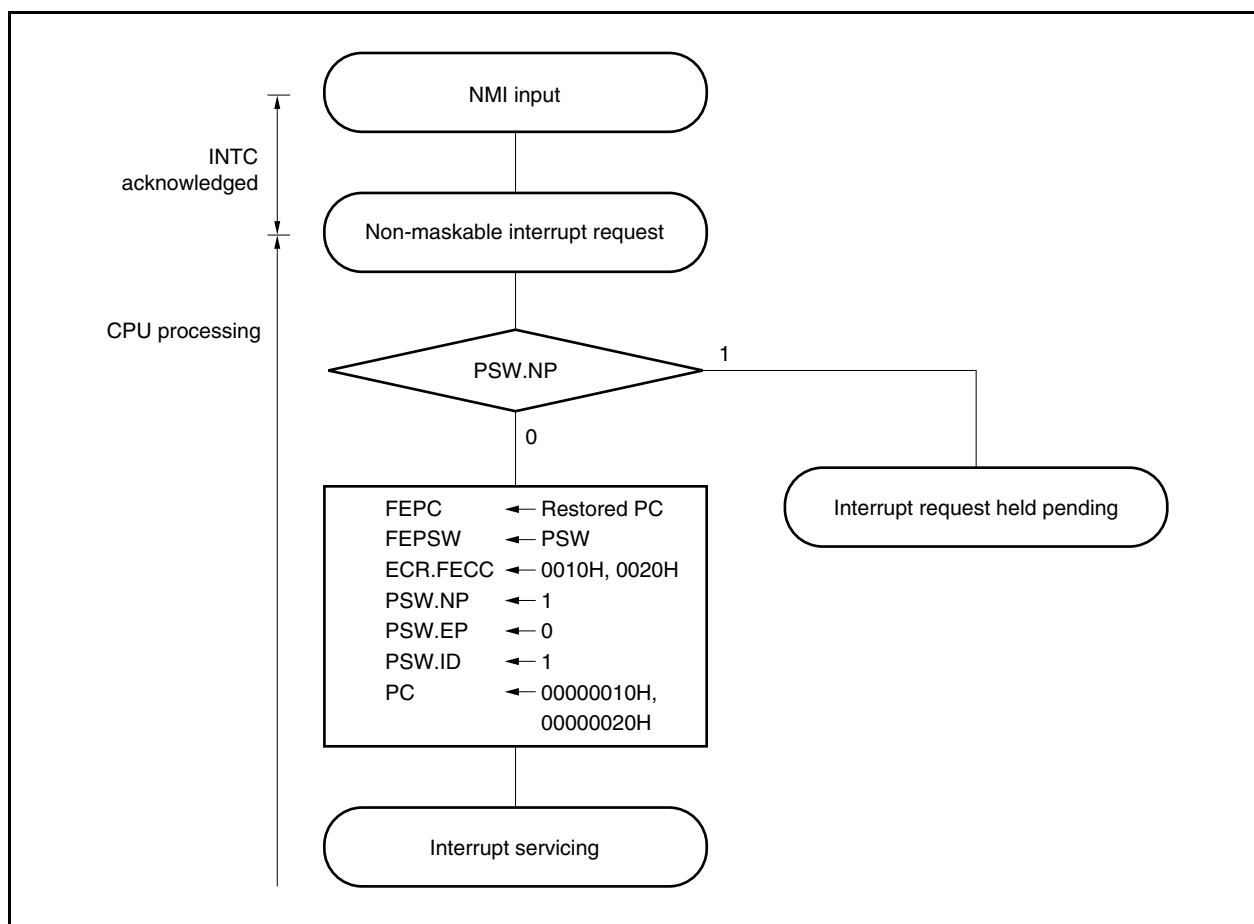 NMI input
INTC
acknowledged
Non-maskable interrupt request
CPU processing
PSW.NP
1
0
FEPC ← Restored PC
FEPSW ← PSW
ECR.FECC ← 0010H, 0020H
PSW.NP ← 1
PSW.EP ← 0
PSW.ID ← 1
PC ← 00000010H,
00000020H
Interrupt request held pending
Interrupt servicing